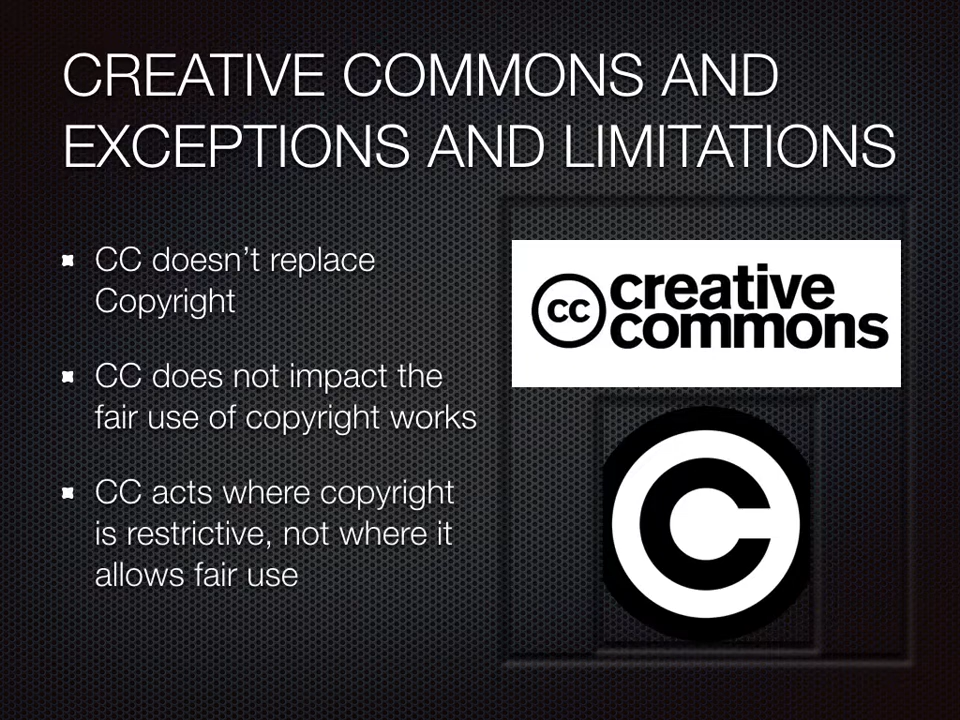 CREATIVE COMMONS AND
EXCEPTIONS AND LIMITATIONS
CC doesn’t replace
Copyright
CC does not impact the
fair use of copyright works
CC acts where copyright
is restrictive, not where it
allows fair use
cc creative
commons
C